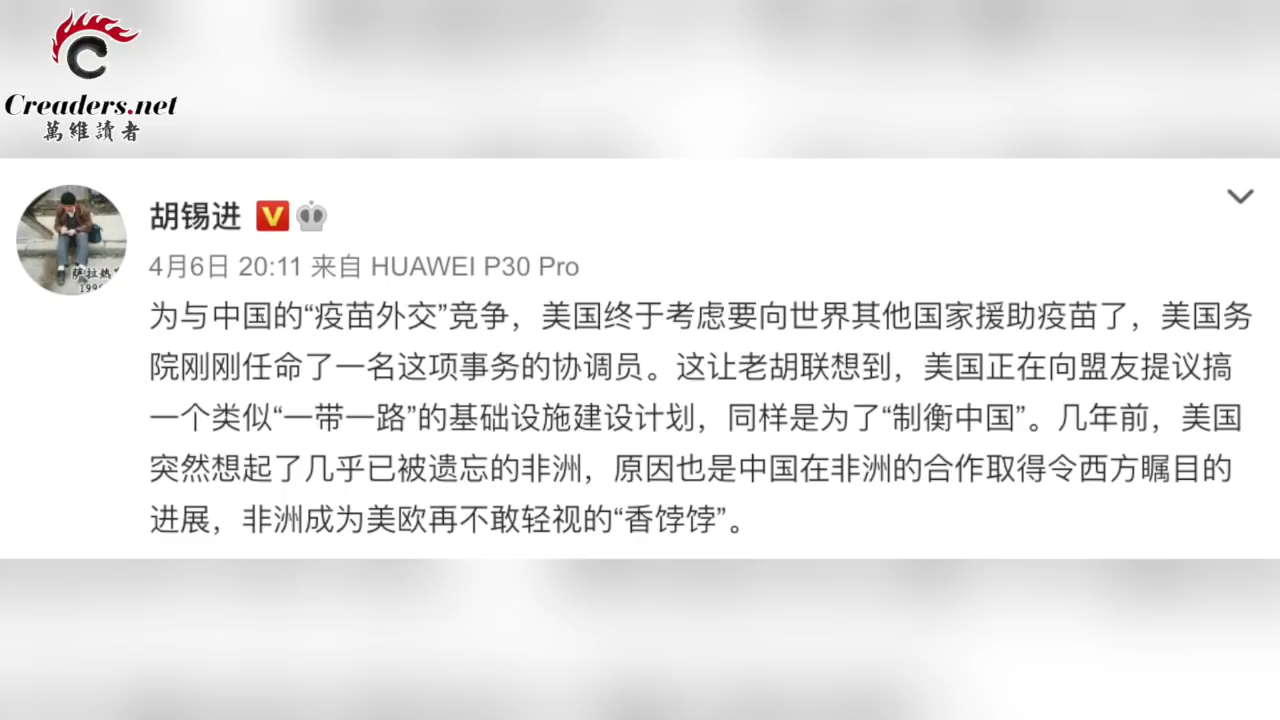 Creaders.net
萬維讀者
胡锡进
4月6日 20:11 来自 HUAWEI P30 Pro
为与中国的“疫苗外交”竞争，美国终于考虑要向世界其他国家援助疫苗了，美国务
院刚刚任命了一名这项事务的协调员。这让老胡联想到，美国正在向盟友提议搞
一个类似“一带一路”的基础设施建设计划，同样是为了“制衡中国”。几年前，美国
突然想起了几乎已被遗忘的非洲，原因也是中国在非洲的合作取得令西方瞩目的
进展，非洲成为美欧再不敢轻视的“香饽饽”。